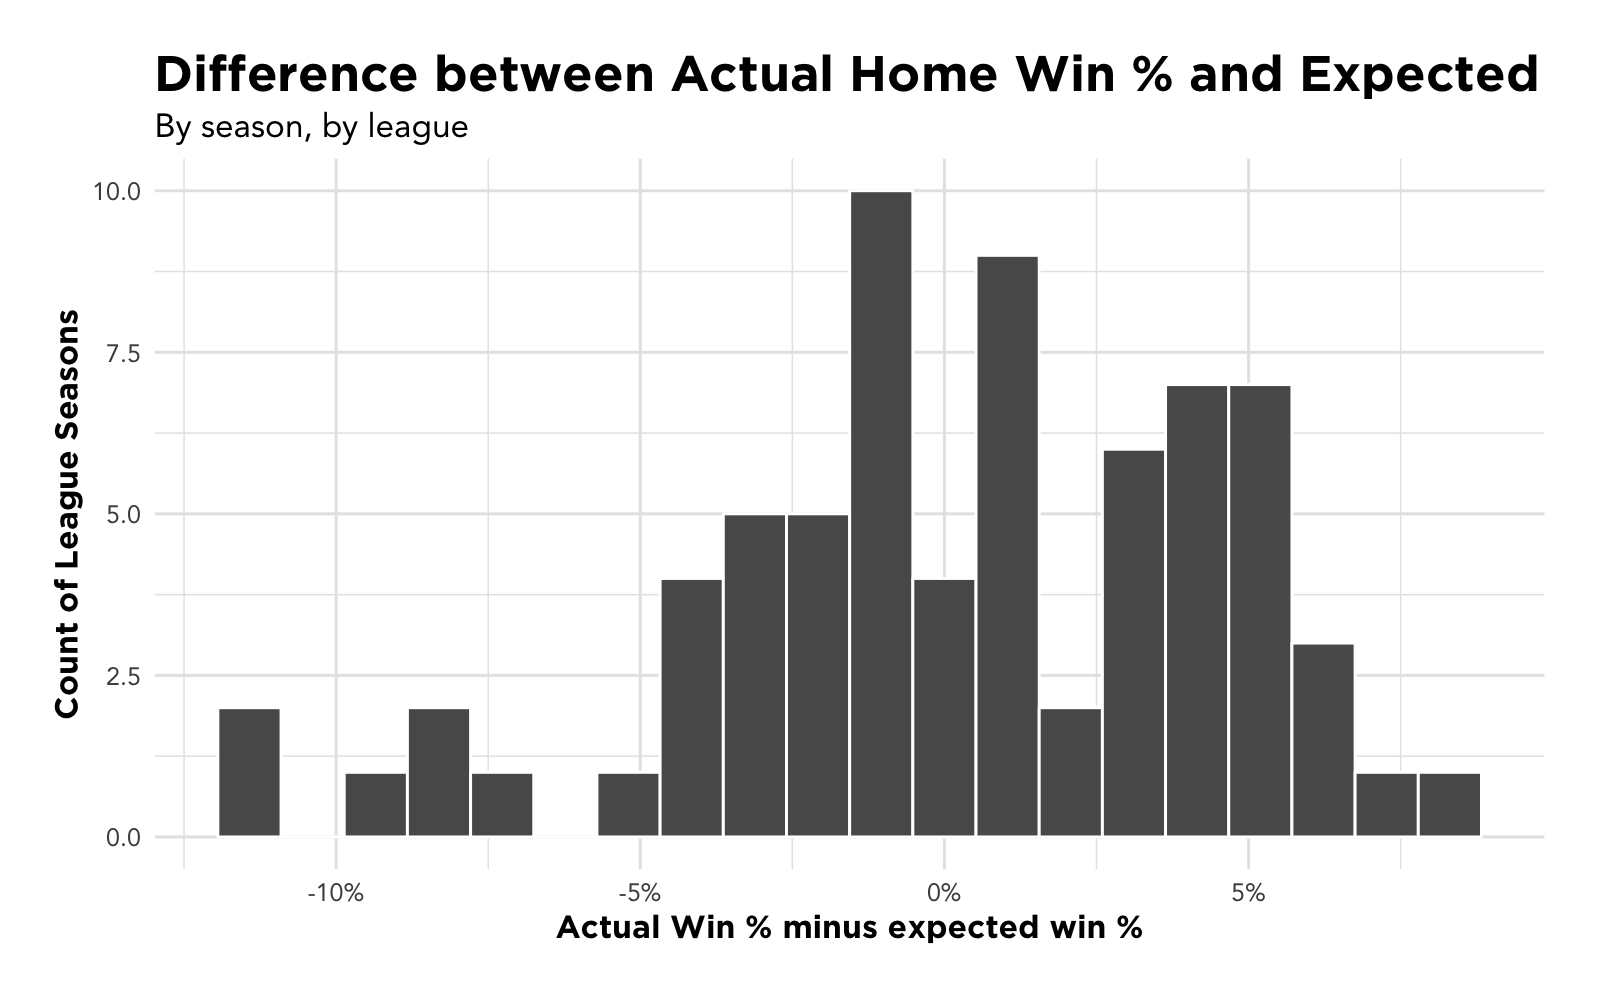 Difference between Actual Home Win % and Expected
By season, by league
Count of League Seasons
10.0
7.5
5.0
2.5
0.0
-10%
-5%
0%
5%
Actual Win % minus expected win %